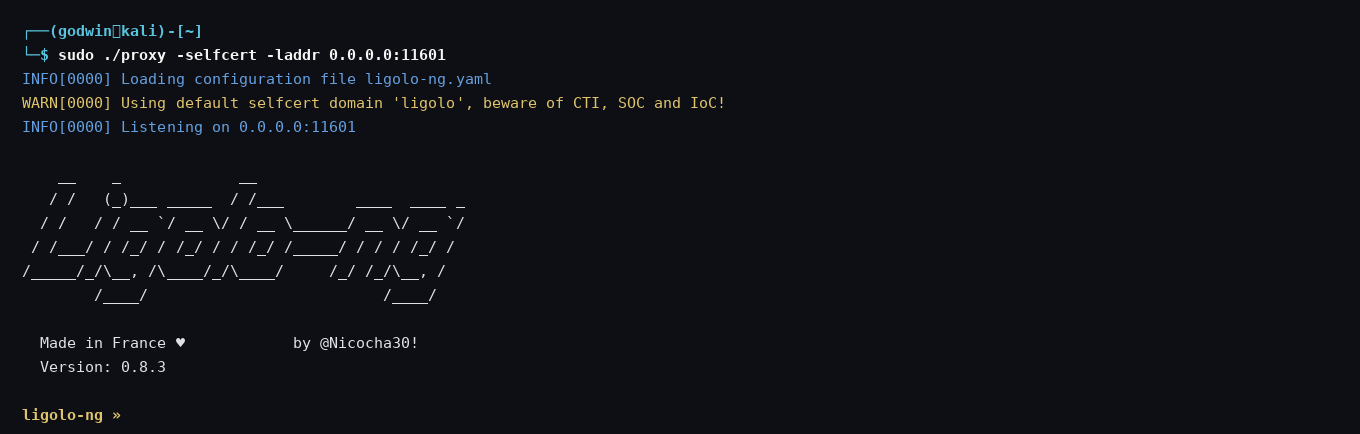 ┌──(godwin▯kali)-[~]
└─$ sudo ./proxy -selfcert -laddr 0.0.0.0:11601
INFO[0000] Loading configuration file ligolo-ng.yaml
WARN[0000] Using default selfcert domain 'ligolo', beware of CTI, SOC and IoC!
INFO[0000] Listening on 0.0.0.0:11601
    __    _             __
   / /   (_)___ _____  / /___        ____  ____ _
  / /   / / __ `/ __ \/ / __ \______/ __ \/ __ `/
 / /___/ / /_/ / /_/ / / /_/ /_____/ / / / /_/ /
/_____/_/\__, /\____/_/\____/     /_/ /_/\__, /
        /____/                          /____/
  Made in France ♥            by @Nicocha30!
  Version: 0.8.3
ligolo-ng »